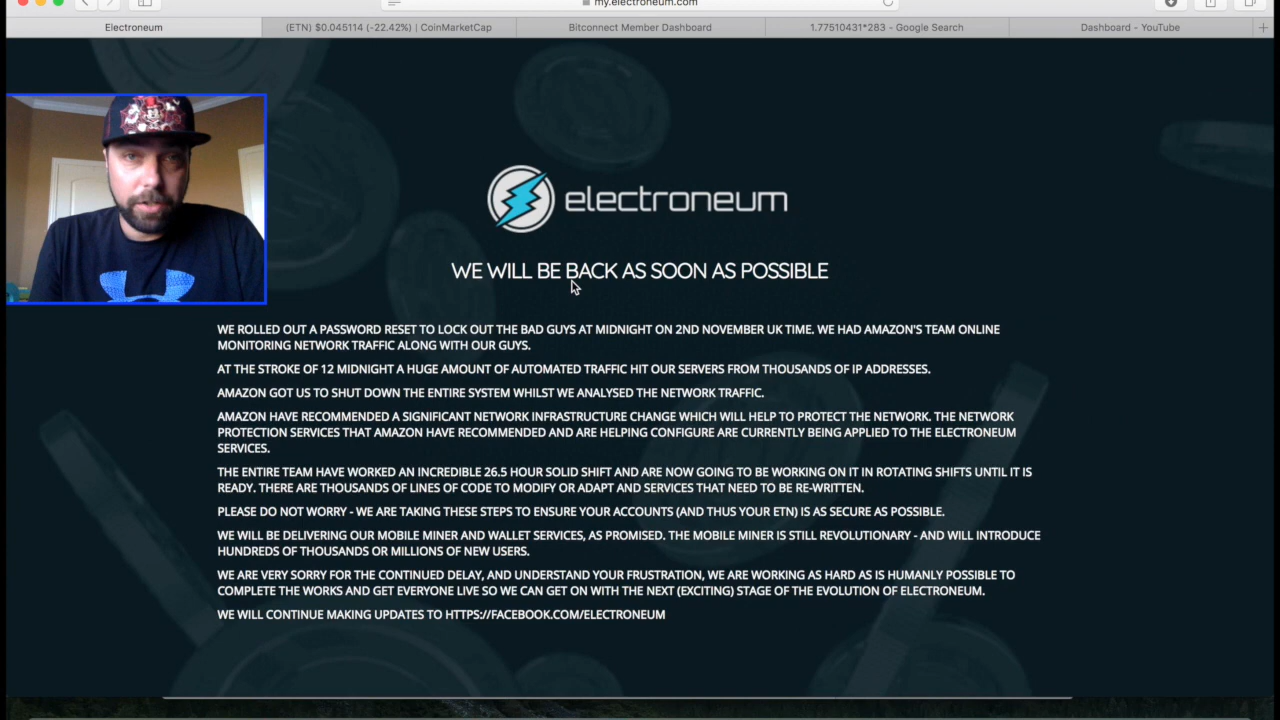 my.electroneum.com
Electroneum
(ETN) $0.045114 (-22.42%) | CoinMarketCap
Bitconnect Member Dashboard
1.77510431*283 - Google Search
Dashboard - YouTube
electroneum
WE WILL BE BACK AS SOON AS POSSIBLE
WE ROLLED OUT A PASSWORD RESET TO LOCK OUT THE BAD GUYS AT MIDNIGHT ON 2ND NOVEMBER UK TIME. WE HAD AMAZON'S TEAM ONLINE
MONITORING NETWORK TRAFFIC ALONG WITH OUR GUYS.
AT THE STROKE OF 12 MIDNIGHT A HUGE AMOUNT OF AUTOMATED TRAFFIC HIT OUR SERVERS FROM THOUSANDS OF IP ADDRESSES.
AMAZON GOT US TO SHUT DOWN THE ENTIRE SYSTEM WHILST WE ANALYSED THE NETWORK TRAFFIC.
AMAZON HAVE RECOMMENDED A SIGNIFICANT NETWORK INFRASTRUCTURE CHANGE WHICH WILL HELP TO PROTECT THE NETWORK. THE NETWORK
PROTECTION SERVICES THAT AMAZON HAVE RECOMMENDED AND ARE HELPING CONFIGURE ARE CURRENTLY BEING APPLIED TO THE ELECTRONEUM
SERVICES.
THE ENTIRE TEAM HAVE WORKED AN INCREDIBLE 26.5 HOUR SOLID SHIFT AND ARE NOW GOING TO BE WORKING ON IT IN ROTATING SHIFTS UNTIL IT IS
READY. THERE ARE THOUSANDS OF LINES OF CODE TO MODIFY OR ADAPT AND SERVICES THAT NEED TO BE RE-WRITTEN.
PLEASE DO NOT WORRY - WE ARE TAKING THESE STEPS TO ENSURE YOUR ACCOUNTS (AND THUS YOUR ETN) IS AS SECURE AS POSSIBLE.
WE WILL BE DELIVERING OUR MOBILE MINER AND WALLET SERVICES, AS PROMISED. THE MOBILE MINER IS STILL REVOLUTIONARY - AND WILL INTRODUCE
HUNDREDS OF THOUSANDS OR MILLIONS OF NEW USERS.
WE ARE VERY SORRY FOR THE CONTINUED DELAY, AND UNDERSTAND YOUR FRUSTRATION, WE ARE WORKING AS HARD AS IS HUMANLY POSSIBLE TO
COMPLETE THE WORKS AND GET EVERYONE LIVE SO WE CAN GET ON WITH THE NEXT (EXCITING) STAGE OF THE EVOLUTION OF ELECTRONEUM.
WE WILL CONTINUE MAKING UPDATES TO HTTPS://FACEBOOK.COM/ELECTRONEUM